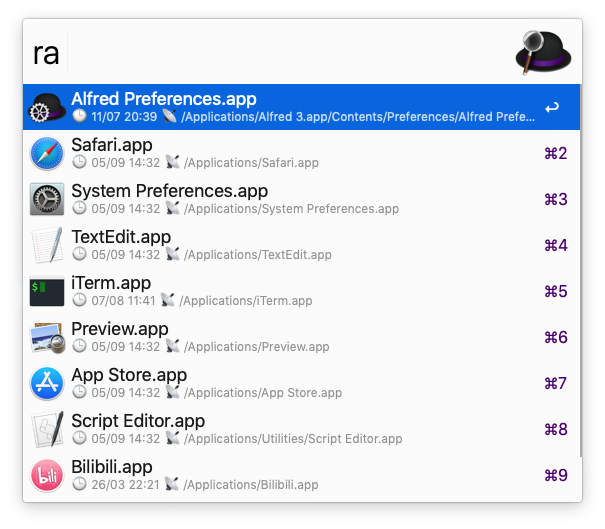 ra
Alfred Preferences.app
11/07 20:39 /Applications/Alfred 3.app/Contents/Preferences/Alfred Prefe... ↩
Safari.app
05/09 14:32 /Applications/Safari.app ⌘2
System Preferences.app
05/09 14:32 /Applications/System Preferences.app ⌘3
TextEdit.app
05/09 14:32 /Applications/TextEdit.app ⌘4
iTerm.app
07/08 11:41 /Applications/iTerm.app ⌘5
Preview.app
05/09 14:32 /Applications/Preview.app ⌘6
App Store.app
05/09 14:32 /Applications/App Store.app ⌘7
Script Editor.app
05/09 14:32 /Applications/Utilities/Script Editor.app ⌘8
bili
Bilibili.app
26/03 22:21 /Applications/Bilibili.app ⌘9